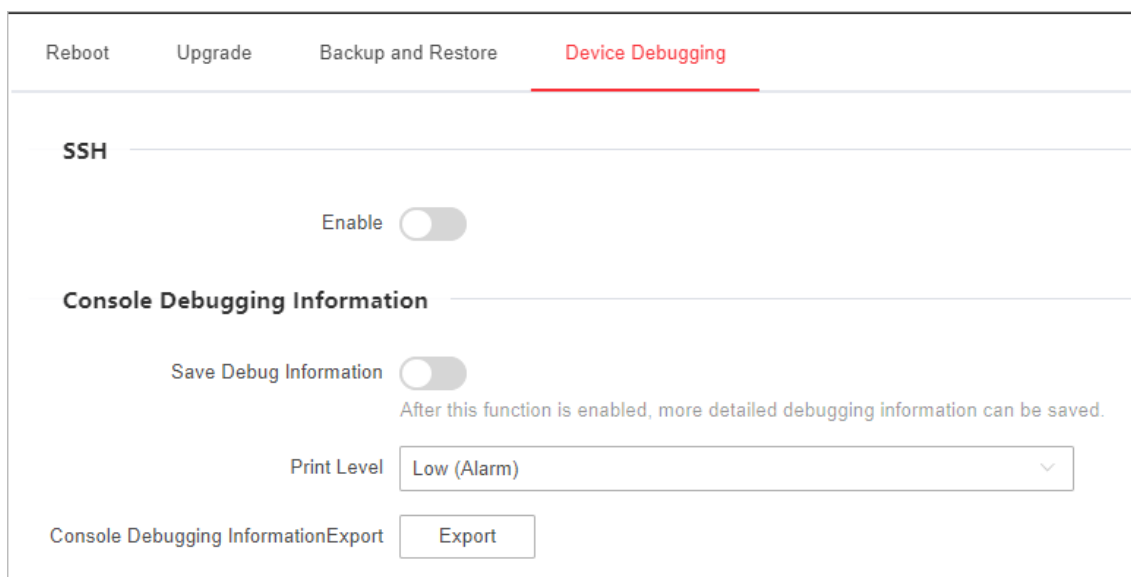 Reboot Upgrade Backup and Restore Device Debugging
SSH
Enable
Console Debugging Information
Save Debug Information
After this function is enabled, more detailed debugging information can be saved.
Print Level Low (Alarm)
Console Debugging InformationExport Export